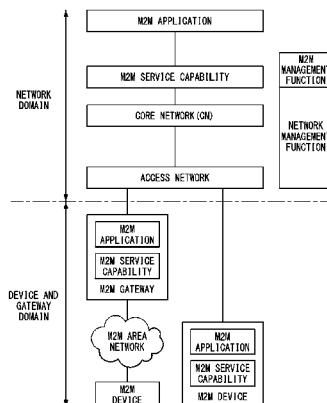 M2M APPLICATION
M2M SERVICE CAPABILITY
CORE NETWORK(CN)
ACCESS NETWORK
M2M
MANAGEMENT
FUNCTION
NETWORK
MANAGEMENT
FUNCTION
NETWORK
DOMAIN
DEVICE AND
GATEWAY
DOMAIN
M2M
APPLICATION
M2M SERVICE
CAPABILITY
M2M GATEWAY
M2M AREA
NETWORK
M2M
DEVICE
M2M
APPLICATION
M2M SERVICE
CAPABILITY
M2M DEVICE